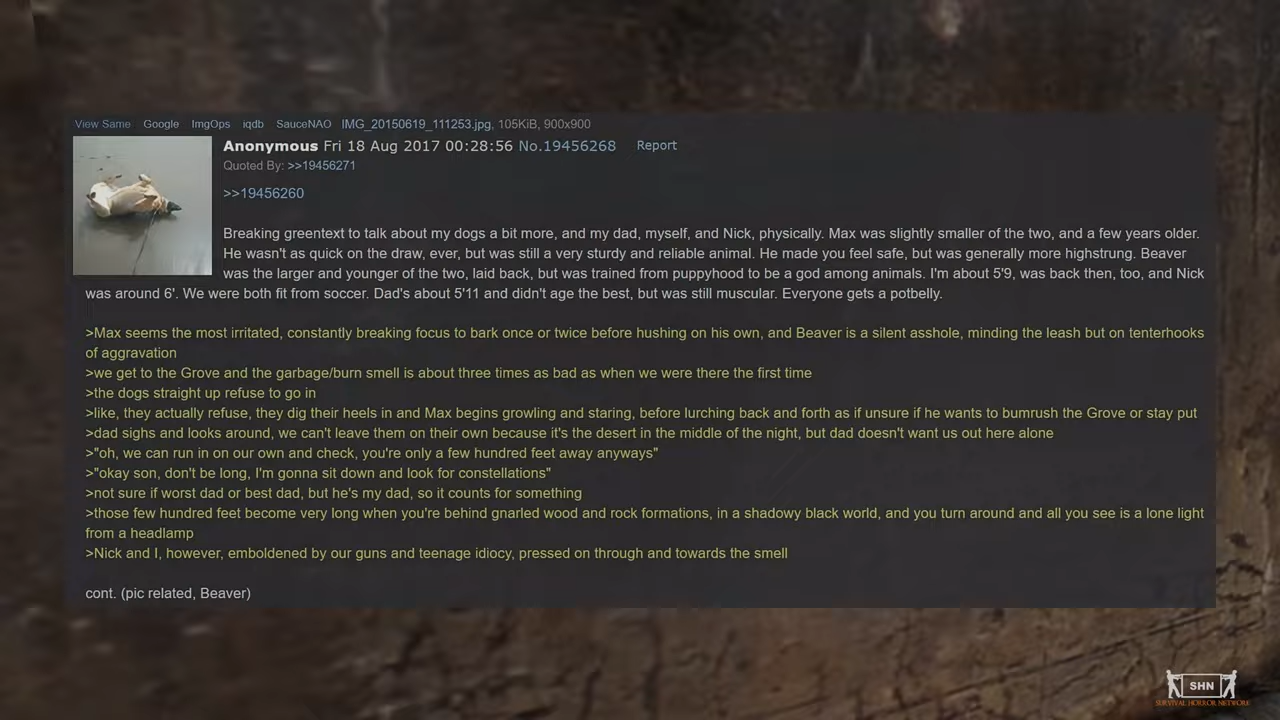 View Same Google ImgOps iqdb SauceNAO IMG_20150619_111253.jpg, 105KiB, 900x900
Anonymous Fri 18 Aug 2017 00:28:56 No.19456268 Report
Quoted By: >>19456271
>>19456260
Breaking greentext to talk about my dogs a bit more, and my dad, myself, and Nick, physically. Max was slightly smaller of the two, and a few years older.
He wasn't as quick on the draw, ever, but was still a very sturdy and reliable animal. He made you feel safe, but was generally more highstrung. Beaver
was the larger and younger of the two, laid back, but was trained from puppyhood to be a god among animals. I'm about 5'9, was back then, too, and Nick
was around 6'. We were both fit from soccer. Dad's about 5'11 and didn't age the best, but was still muscular. Everyone gets a potbelly.
>Max seems the most irritated, constantly breaking focus to bark once or twice before hushing on his own, and Beaver is a silent asshole, minding the leash but on tenterhooks
of aggravation
>we get to the Grove and the garbage/burn smell is about three times as bad as when we were there the first time
>the dogs straight up refuse to go in
>like, they actually refuse, they dig their heels in and Max begins growling and staring, before lurching back and forth as if unsure if he wants to bumrush the Grove or stay put
>dad sighs and looks around, we can't leave them on their own because it's the desert in the middle of the night, but dad doesn't want us out here alone
>"oh, we can run in on our own and check, you're only a few hundred feet away anyways"
>"okay son, don't be long, I'm gonna sit down and look for constellations"
>not sure if worst dad or best dad, but he's my dad, so it counts for something
>those few hundred feet become very long when you're behind gnarled wood and rock formations, in a shadowy black world, and you turn around and all you see is a lone light
from a headlamp
>Nick and I, however, emboldened by our guns and teenage idiocy, pressed on through and towards the smell
cont. (pic related, Beaver)
SHN
SURVIVAL HORROR NETWORK